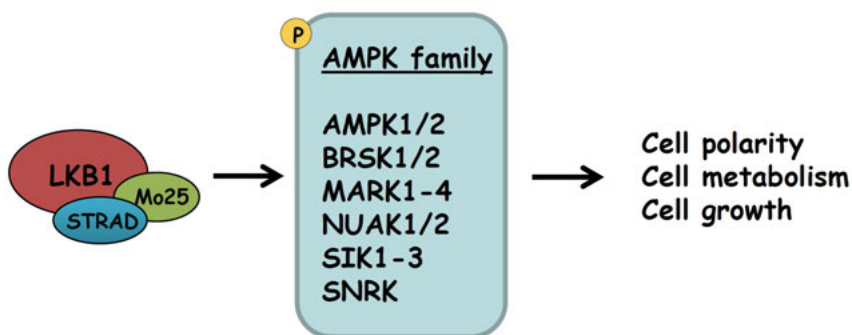 LKB1
Mo25
STRAD
P
AMPK family
AMPK1/2
BRSK1/2
MARK1-4
NUAK1/2
SIK1-3
SNRK
Cell polarity
Cell metabolism
Cell growth